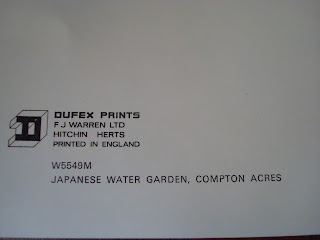 DUFEX PRINTS
F J WARREN LTD
HITCHIN HERTS
PRINTED IN ENGLAND
W5549M
JAPANESE WATER GARDEN, COMPTON ACRES